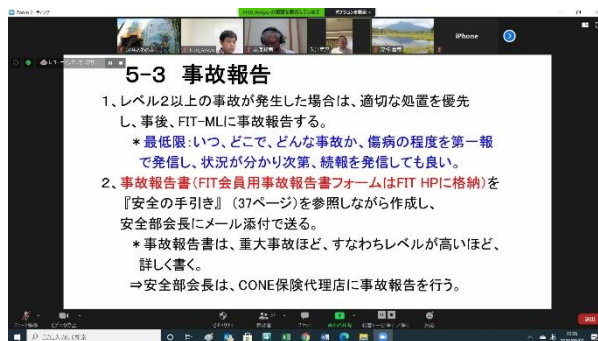 5-3 事故報告
1、レベル2以上の事故が発生した場合は、適切な処置を優先
し、事後、FIT-MLに事故報告する。
*最低限:いつ、どこで、どんな事故か、傷病の程度を第一報
で発信し、状況が分かり次第、続報を発信しても良い。
2、事故報告書(FIT会員用事故報告書フォームはFIT HPに格納)を
『安全の手引き』(37ページ)を参照しながら作成し、
安全部会長にメール添付で送る。
*事故報告書は、重大事故ほど、すなわちレベルが高いほど、
詳しく書く。
⇒安全部会長は、CONE保険代理店に事故報告を行う。
iPhone